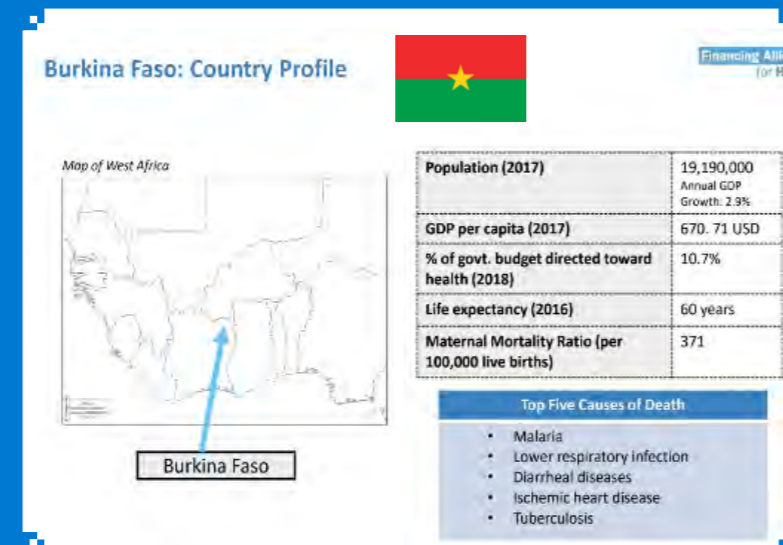 Burkina Faso: Country Profile
Financing Alli
for H
Map of West Africa
Burkina Faso
Population (2017)
19,190,000
Annual GDP
Growth: 2.9%
GDP per capita (2017)
670. 71 USD
% of govt. budget directed toward
health (2018)
10.7%
Life expectancy (2016)
60 years
Maternal Mortality Ratio (per
100,000 live births)
371
Top Five Causes of Death
• Malaria
• Lower respiratory infection
• Diarrheal diseases
• Ischemic heart disease
• Tuberculosis